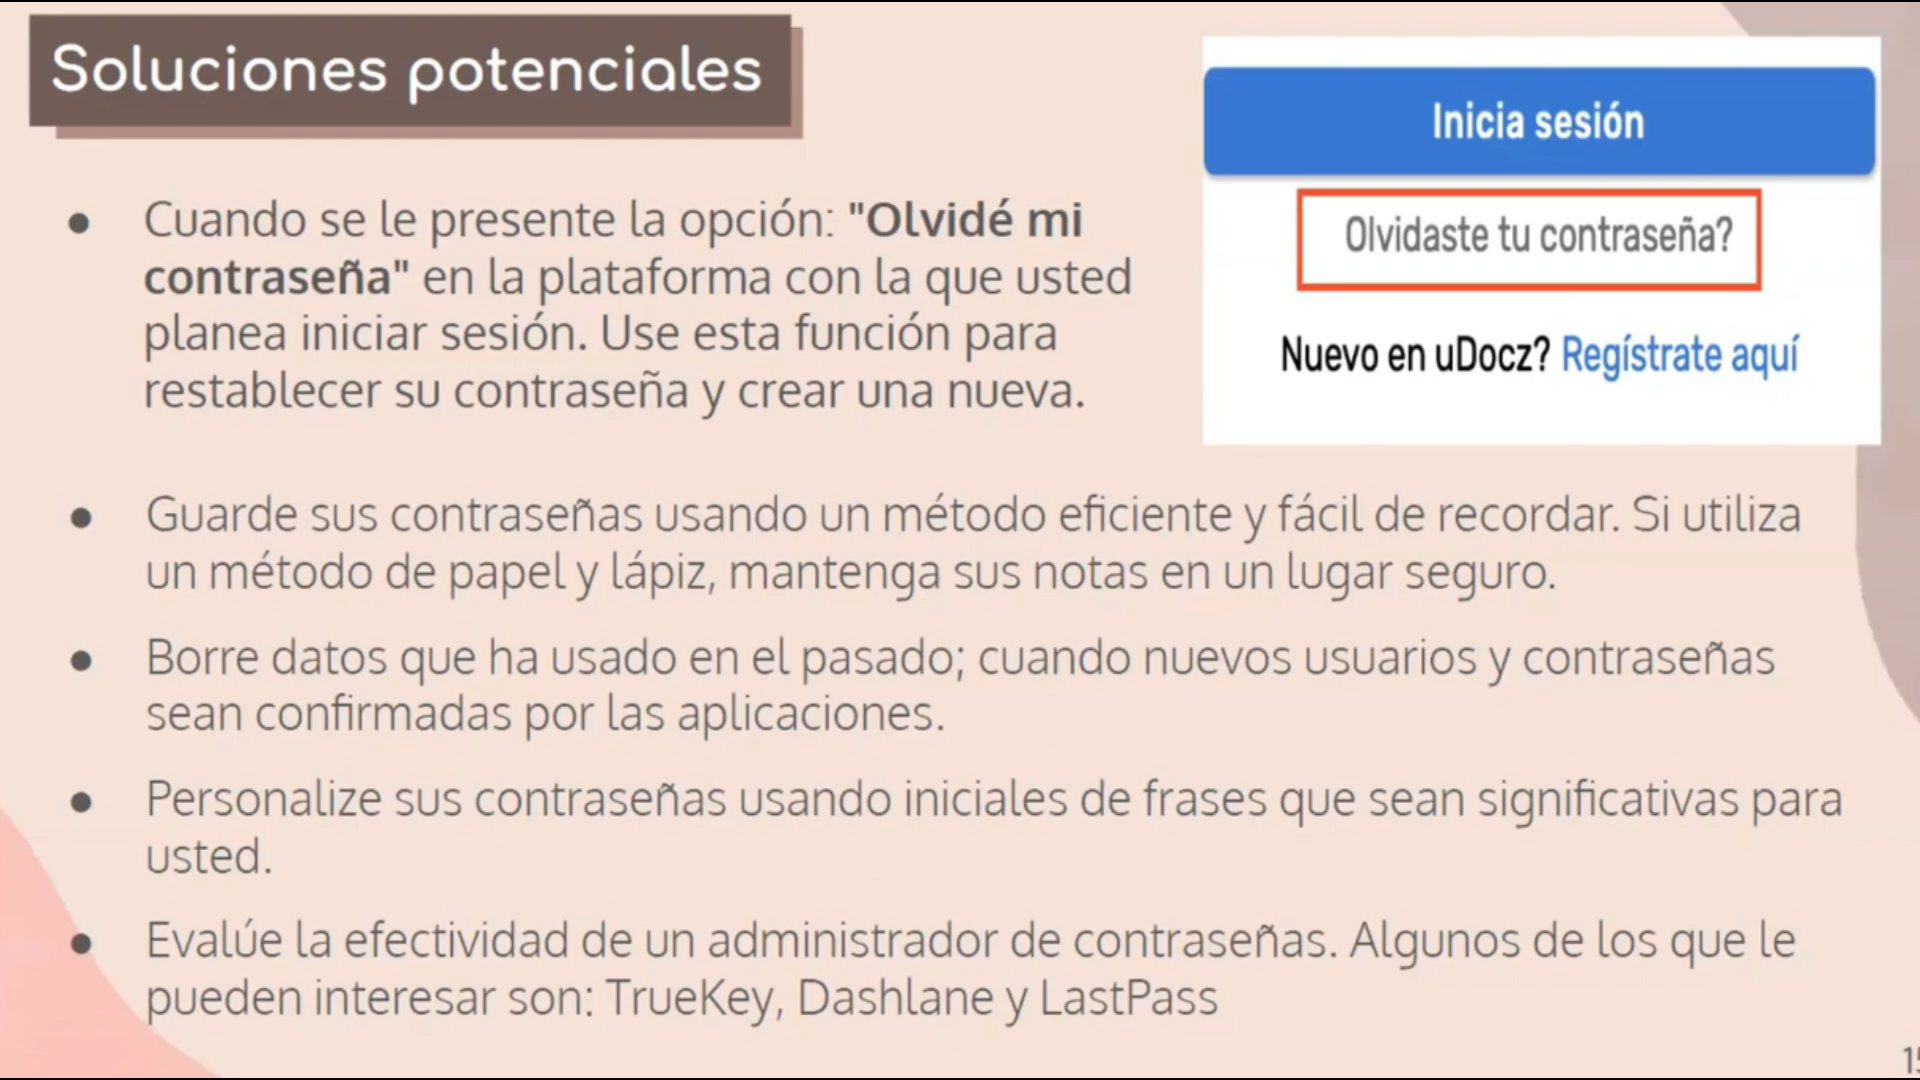 Soluciones potenciales
Inicia sesión
Olvidaste tu contraseña?
Nuevo en uDocz? Regístrate aquí
● Cuando se le presente la opción: "Olvidé mi
contraseña" en la plataforma con la que usted
planea iniciar sesión. Use esta función para
restablecer su contraseña y crear una nueva.
● Guarde sus contraseñas usando un método eficiente y fácil de recordar. Si utiliza
un método de papel y lápiz, mantenga sus notas en un lugar seguro.
● Borre datos que ha usado en el pasado; cuando nuevos usuarios y contraseñas
sean confirmadas por las aplicaciones.
● Personalize sus contraseñas usando iniciales de frases que sean significativas para
usted.
● Evalúe la efectividad de un administrador de contraseñas. Algunos de los que le
pueden interesar son: TrueKey, Dashlane y LastPass